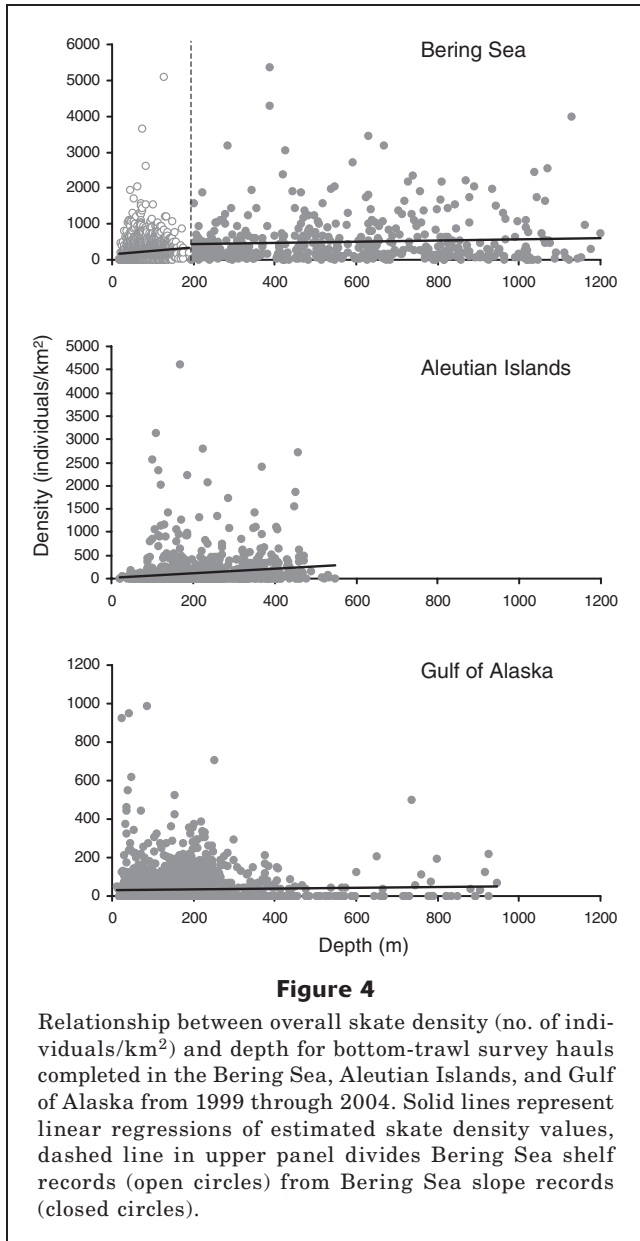 Bering Sea
6000
5000
4000
3000
2000
1000
0
0 200 400 600 800 1000 1200
Density (individuals/km²)
Aleutian Islands
5000
4500
4000
3500
3000
2500
2000
1500
1000
500
0
0 200 400 600 800 1000 1200
Gulf of Alaska
1200
1000
800
600
400
200
0
0 200 400 600 800 1000 1200
Depth (m)
Figure 4
Relationship between overall skate density (no. of indi-
viduals/km²) and depth for bottom-trawl survey hauls
completed in the Bering Sea, Aleutian Islands, and Gulf
of Alaska from 1999 through 2004. Solid lines represent
linear regressions of estimated skate density values,
dashed line in upper panel divides Bering Sea shelf
records (open circles) from Bering Sea slope records
(closed circles).